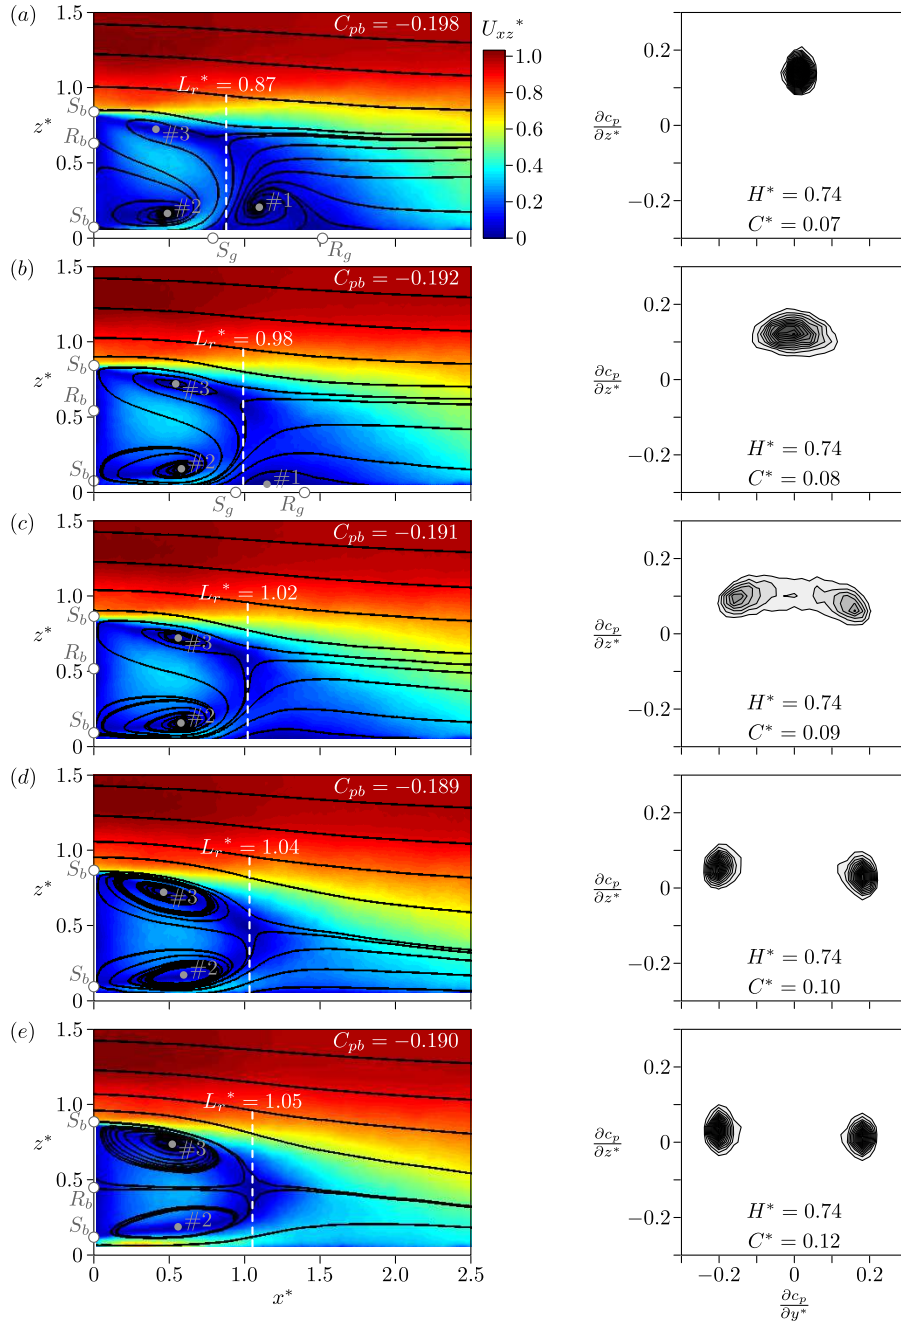 (a)
C_pb = −0.198
U_xz*
L_r* = 0.87
1.5
1.0
0.5
0
z*
S_b
R_b
S_b
#3
#2
#1
S_g
R_g
1.0
0.8
0.6
0.4
0.2
0
0.2
0
−0.2
∂c_p/∂z*
H* = 0.74
C* = 0.07
(b)
C_pb = −0.192
L_r* = 0.98
1.5
1.0
0.5
0
z*
S_b
R_b
S_b
#3
#2
#1
S_g
R_g
0.2
0
−0.2
∂c_p/∂z*
H* = 0.74
C* = 0.08
(c)
C_pb = −0.191
L_r* = 1.02
1.5
1.0
0.5
0
z*
S_b
R_b
S_b
#3
#2
0.2
0
−0.2
∂c_p/∂z*
H* = 0.74
C* = 0.09
(d)
C_pb = −0.189
L_r* = 1.04
1.5
1.0
0.5
0
z*
S_b
S_b
#3
#2
0.2
0
−0.2
∂c_p/∂z*
H* = 0.74
C* = 0.10
(e)
C_pb = −0.190
L_r* = 1.05
1.5
1.0
0.5
0
z*
S_b
R_b
S_b
#3
#2
0 0.5 1.0 1.5 2.0 2.5
x*
0.2
0
−0.2
∂c_p/∂z*
H* = 0.74
C* = 0.12
−0.2 0 0.2
∂c_p/∂y*